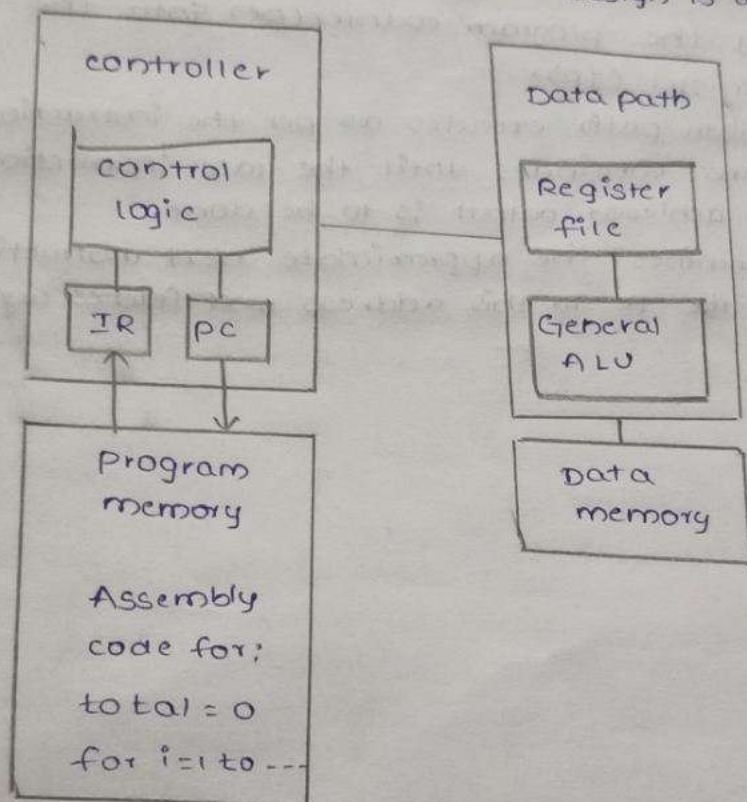 controller
control
logic
IR
PC
program
memory
Assembly
code for;
total = 0
for i=1 to ---
Data path
Register
file
General
ALU
Data
memory